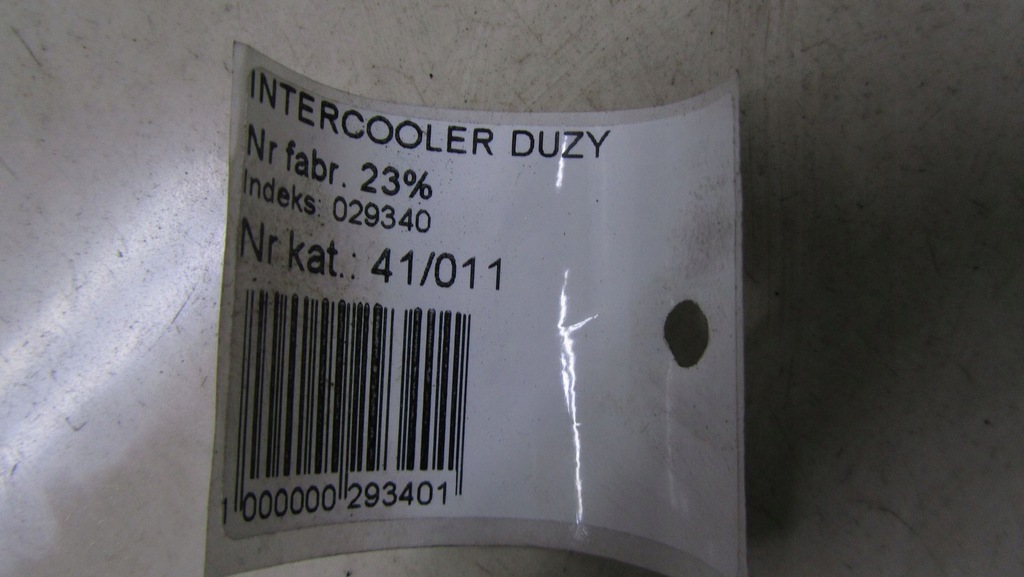 INTERCOOLER DUZY
Nr fabr. 23%
Indeks: 029340
Nr kat.: 41/011
1 000000 293401